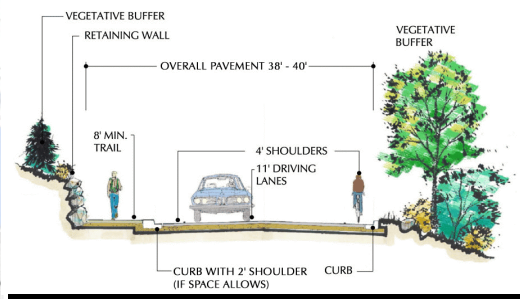 VEGETATIVE BUFFER
RETAINING WALL
VEGETATIVE
BUFFER
OVERALL PAVEMENT 38' - 40'
8' MIN.
TRAIL
4' SHOULDERS
11' DRIVING
LANES
CURB WITH 2' SHOULDER
(IF SPACE ALLOWS)
CURB